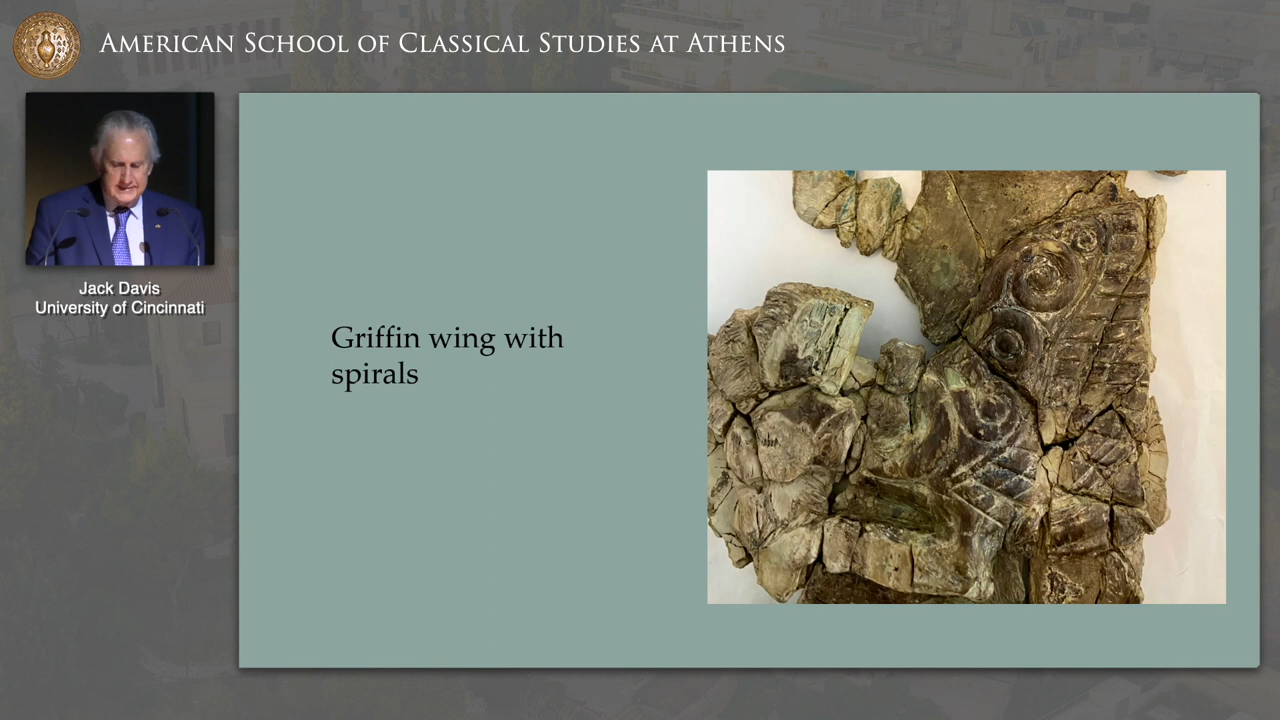 AMERICAN SCHOOL OF CLASSICAL STUDIES AT ATHENS
Jack Davis
University of Cincinnati
Griffin wing with
spirals